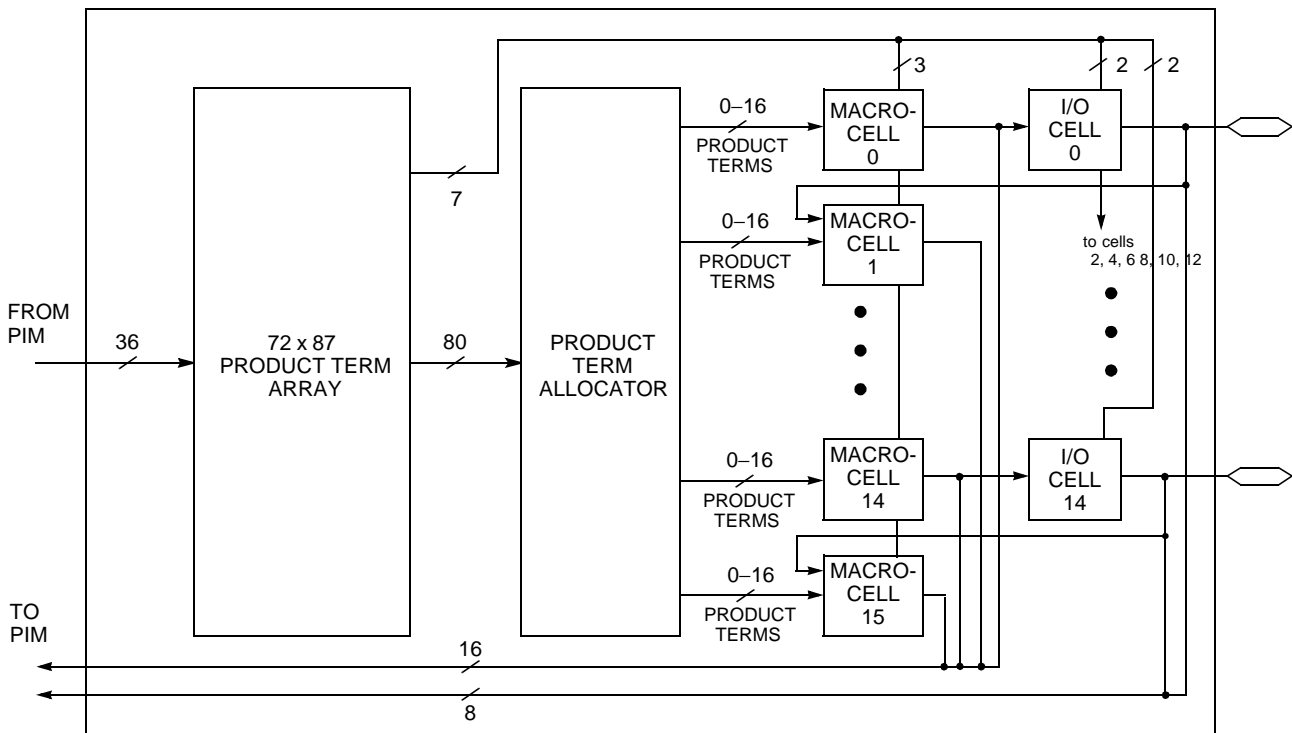 3
2
2
0–16
PRODUCT
TERMS
MACRO-
CELL
0
I/O
CELL
0
7
0–16
PRODUCT
TERMS
MACRO-
CELL
1
to cells
2, 4, 6 8, 10, 12
FROM
PIM
36
72 x 87
PRODUCT TERM
ARRAY
80
PRODUCT
TERM
ALLOCATOR
0–16
PRODUCT
TERMS
MACRO-
CELL
14
I/O
CELL
14
0–16
PRODUCT
TERMS
MACRO-
CELL
15
TO
PIM
16
8